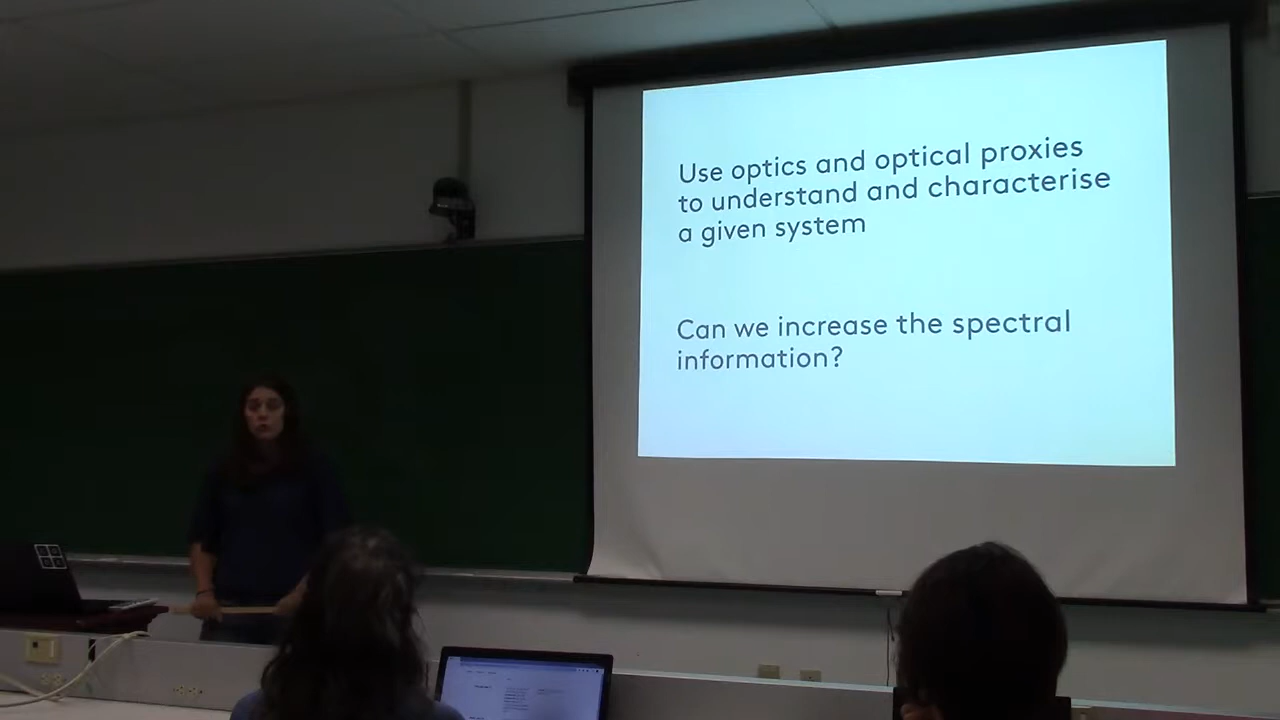 Use optics and optical proxies
to understand and characterise
a given system
Can we increase the spectral
information?